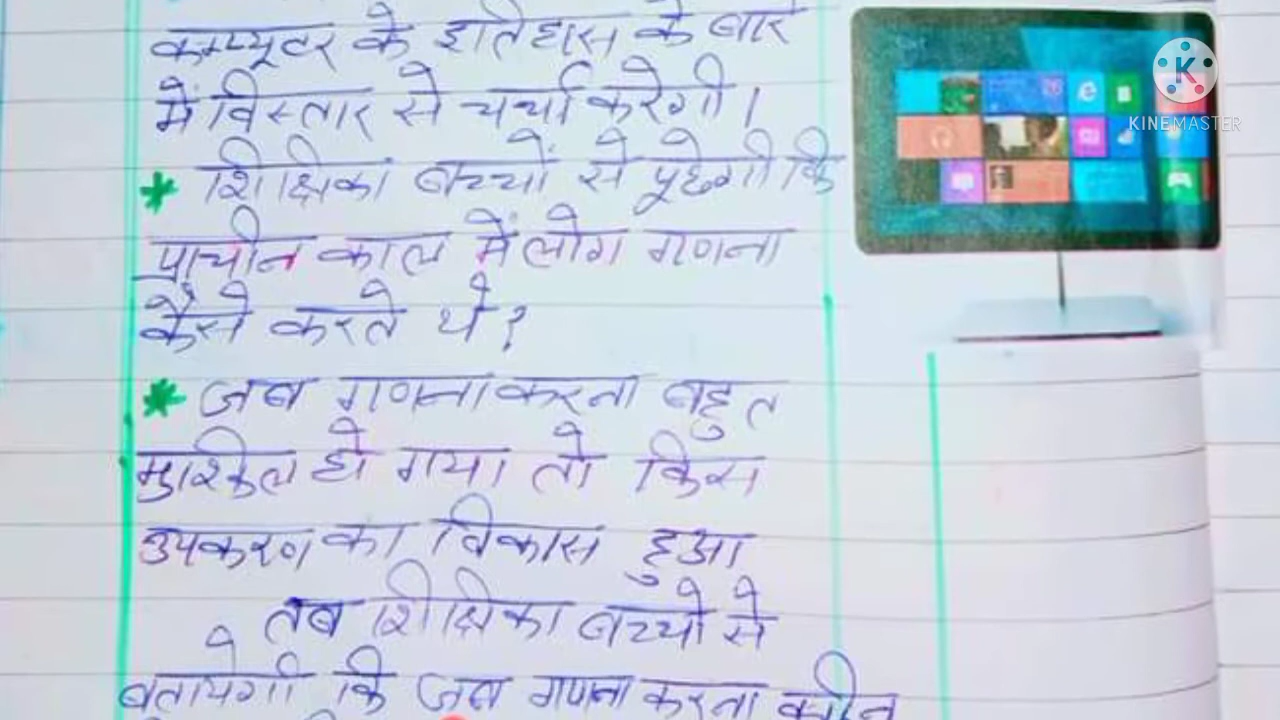 कम्प्यूटर के इतिहास के बारे
में विस्तार से चर्चा करेगी।
* शिक्षिका बच्चों से पूछेगी कि
प्राचीन काल में लोग गणना
कैसे करते थे?
* जब गणना करना बहुत
मुश्किल हो गया तो किस
उपकरण का विकास हुआ
तब शिक्षिका बच्चो से
बतायेगी कि जब गणना करना कठिन
K
KINEMASTER